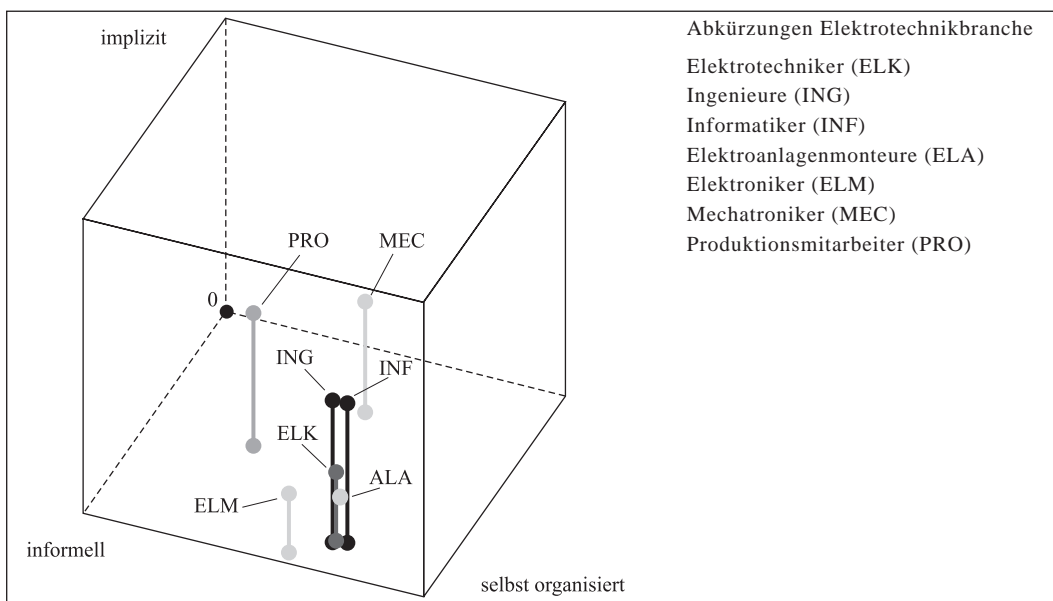 implizit
PRO
MEC
0
ING
INF
ELK
ALA
ELM
informell
selbst organisiert
Abkürzungen Elektrotechnikbranche
Elektrotechniker (ELK)
Ingenieure (ING)
Informatiker (INF)
Elektroanlagenmonteure (ELA)
Elektroniker (ELM)
Mechatroniker (MEC)
Produktionsmitarbeiter (PRO)